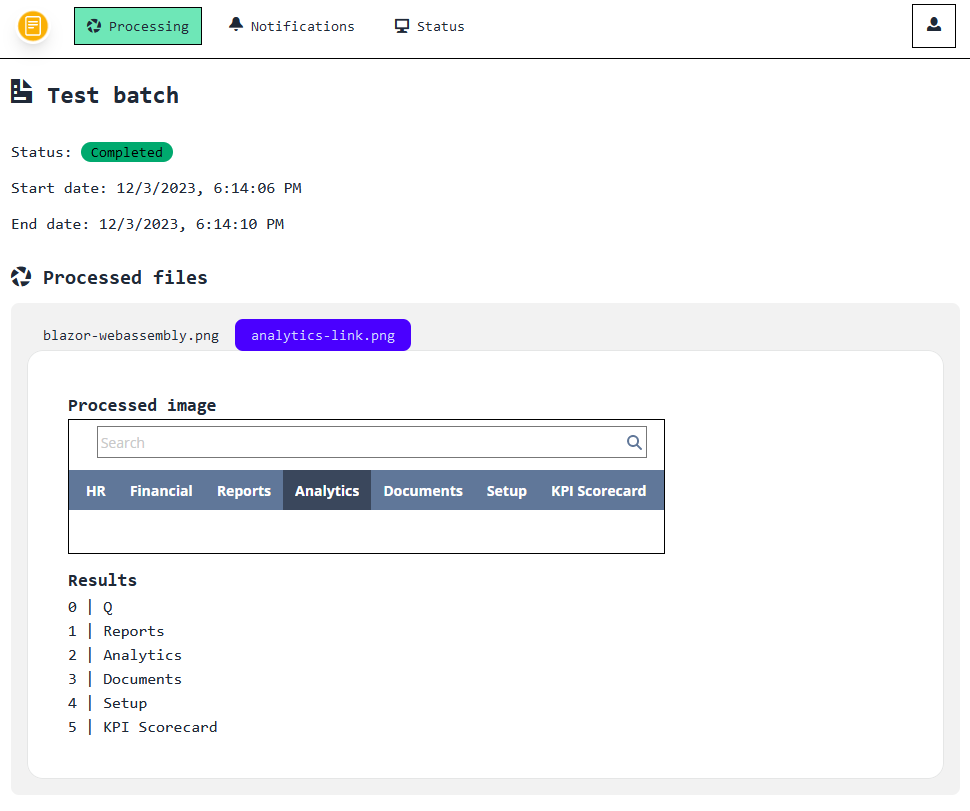 Processing Notifications Status
Test batch
Status: Completed
Start date: 12/3/2023, 6:14:06 PM
End date: 12/3/2023, 6:14:10 PM
Processed files
blazor-webassembly.png analytics-link.png
Processed image
Search
HR Financial Reports Analytics Documents Setup KPI Scorecard
Results
0 | Q
1 | Reports
2 | Analytics
3 | Documents
4 | Setup
5 | KPI Scorecard